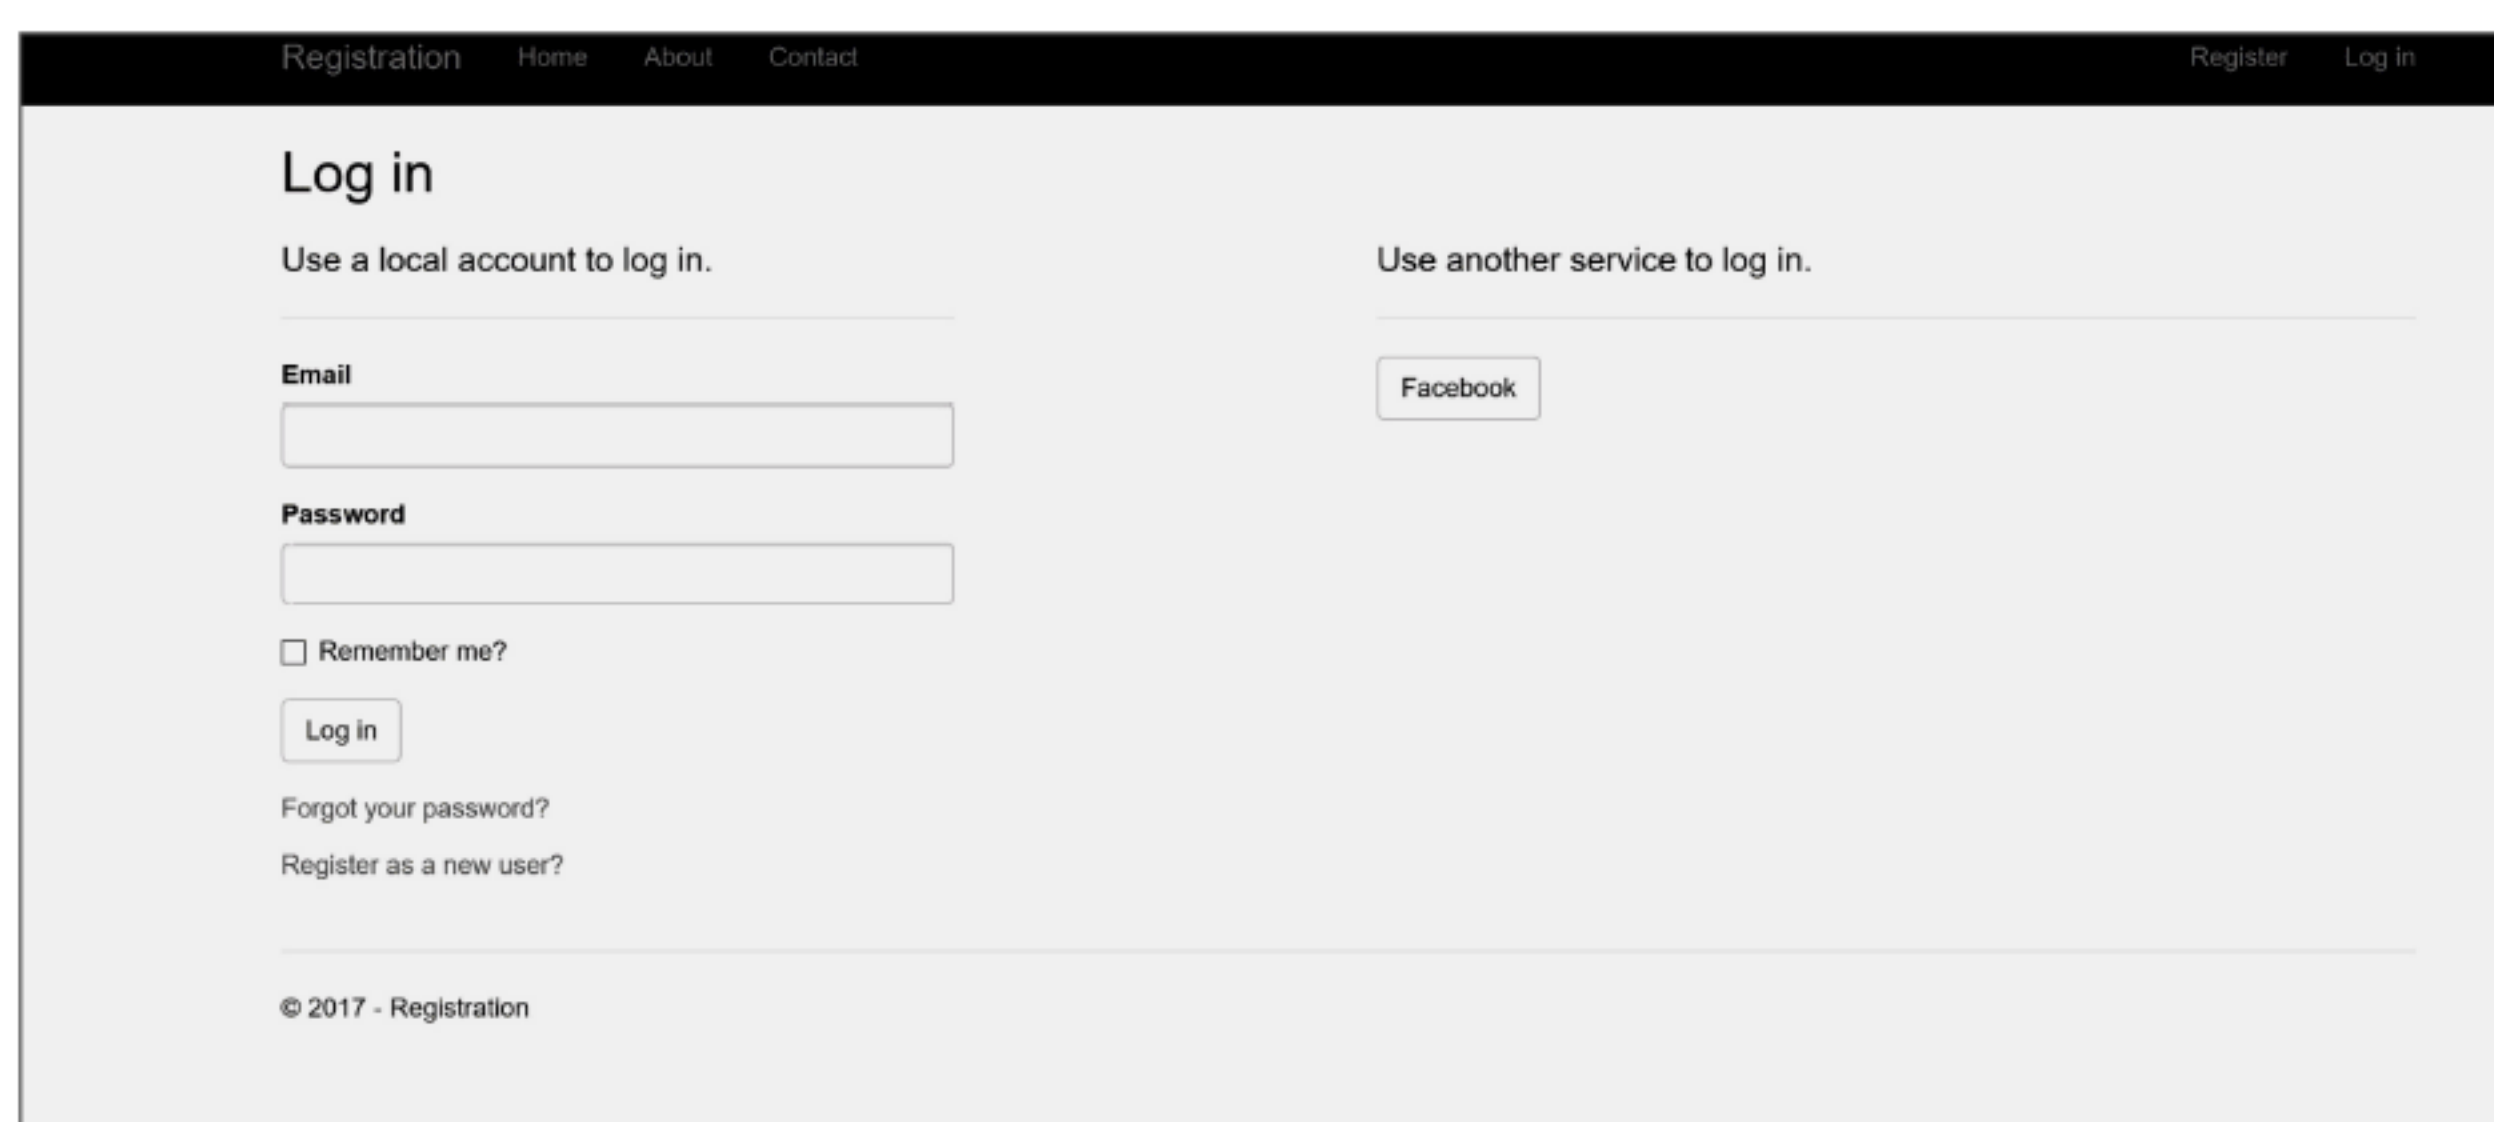 Registration Home About Contact Register Log in
Log in
Use a local account to log in.
Use another service to log in.
Email
Facebook
Password
Remember me?
Log in
Forgot your password?
Register as a new user?
© 2017 - Registration